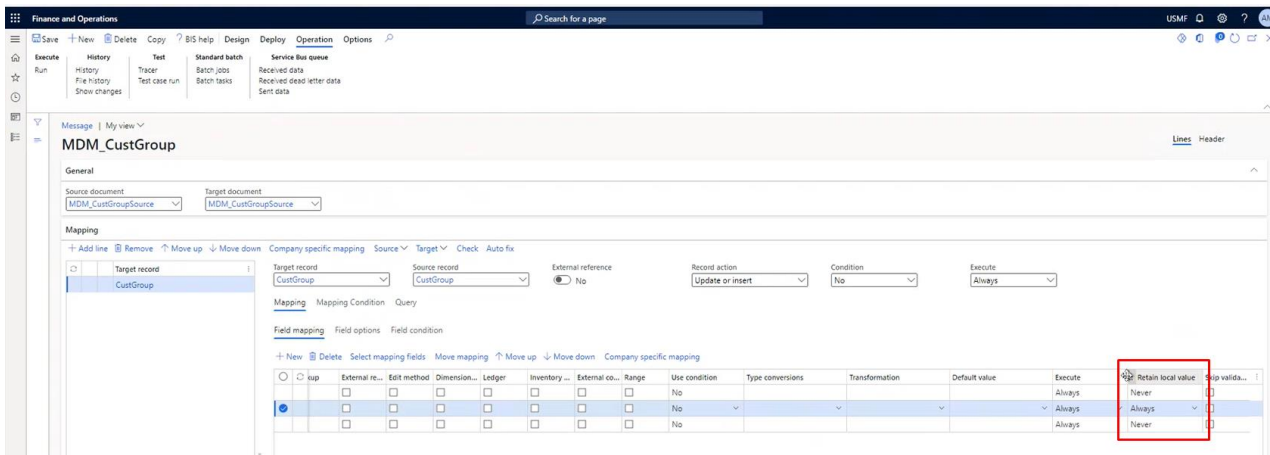 Finance and Operations Search for a page USMF ?
Save + New Delete Copy ? BIS help Design Deploy Operation Options
Execute History Test Standard batch Service Bus queue
Run History Tracer Batch jobs Received data
File history Test case run Batch tasks Received dead letter data
Show changes Sent data
Message | My view
MDM_CustGroup Lines Header
General
Source document Target document
MDM_CustGroupSource MDM_CustGroupSource
Mapping
+ Add line Remove ↑ Move up ↓ Move down Company specific mapping Source Target Check Auto fix
Target record Target record Source record External reference Record action Condition Execute
CustGroup CustGroup CustGroup No Update or insert No Always
Mapping Mapping Condition Query
Field mapping Field options Field condition
+ New Delete Select mapping fields Move mapping ↑ Move up ↓ Move down Company specific mapping
kup External re... Edit method Dimension... Ledger Inventory ... External co... Range Use condition Type conversions Transformation Default value Execute Retain local value Skip valida...
No Always Never
No Always Always
No Always Never